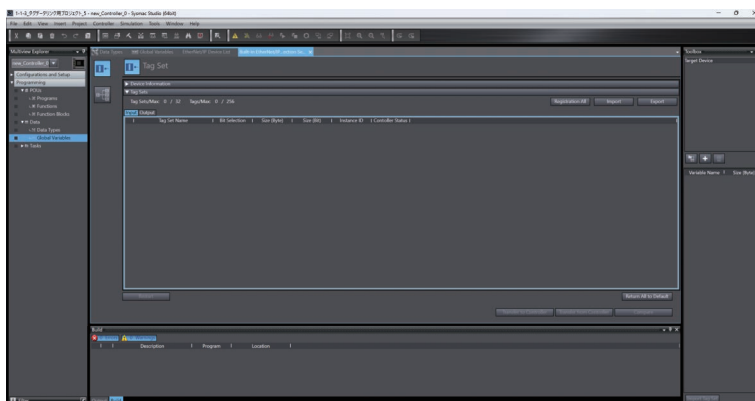 1-1-3_タグデータリンク用プロジェクト_5 - new_Controller_0 - Sysmac Studio (64bit)
File Edit View Insert Project Controller Simulation Tools Window Help
Multiview Explorer
new_Controller_0
Configurations and Setup
Programming
POUs
Programs
Functions
Function Blocks
Data
Data Types
Global Variables
Tasks
Data Types Global Variables EtherNet/IP Device List
Tag Set
Device Information
Tag Sets
Tag Sets/Max: 0 / 32 Tags/Max: 0 / 256
Registration All Import Export
Input Output
Tag Set Name Bit Selection Size (Byte) Size (Bit) Instance ID Controller Status
Return All to Default
Build
Description Program Location
Toolbox
Target Device
Variable Name Size (Byte)
Build